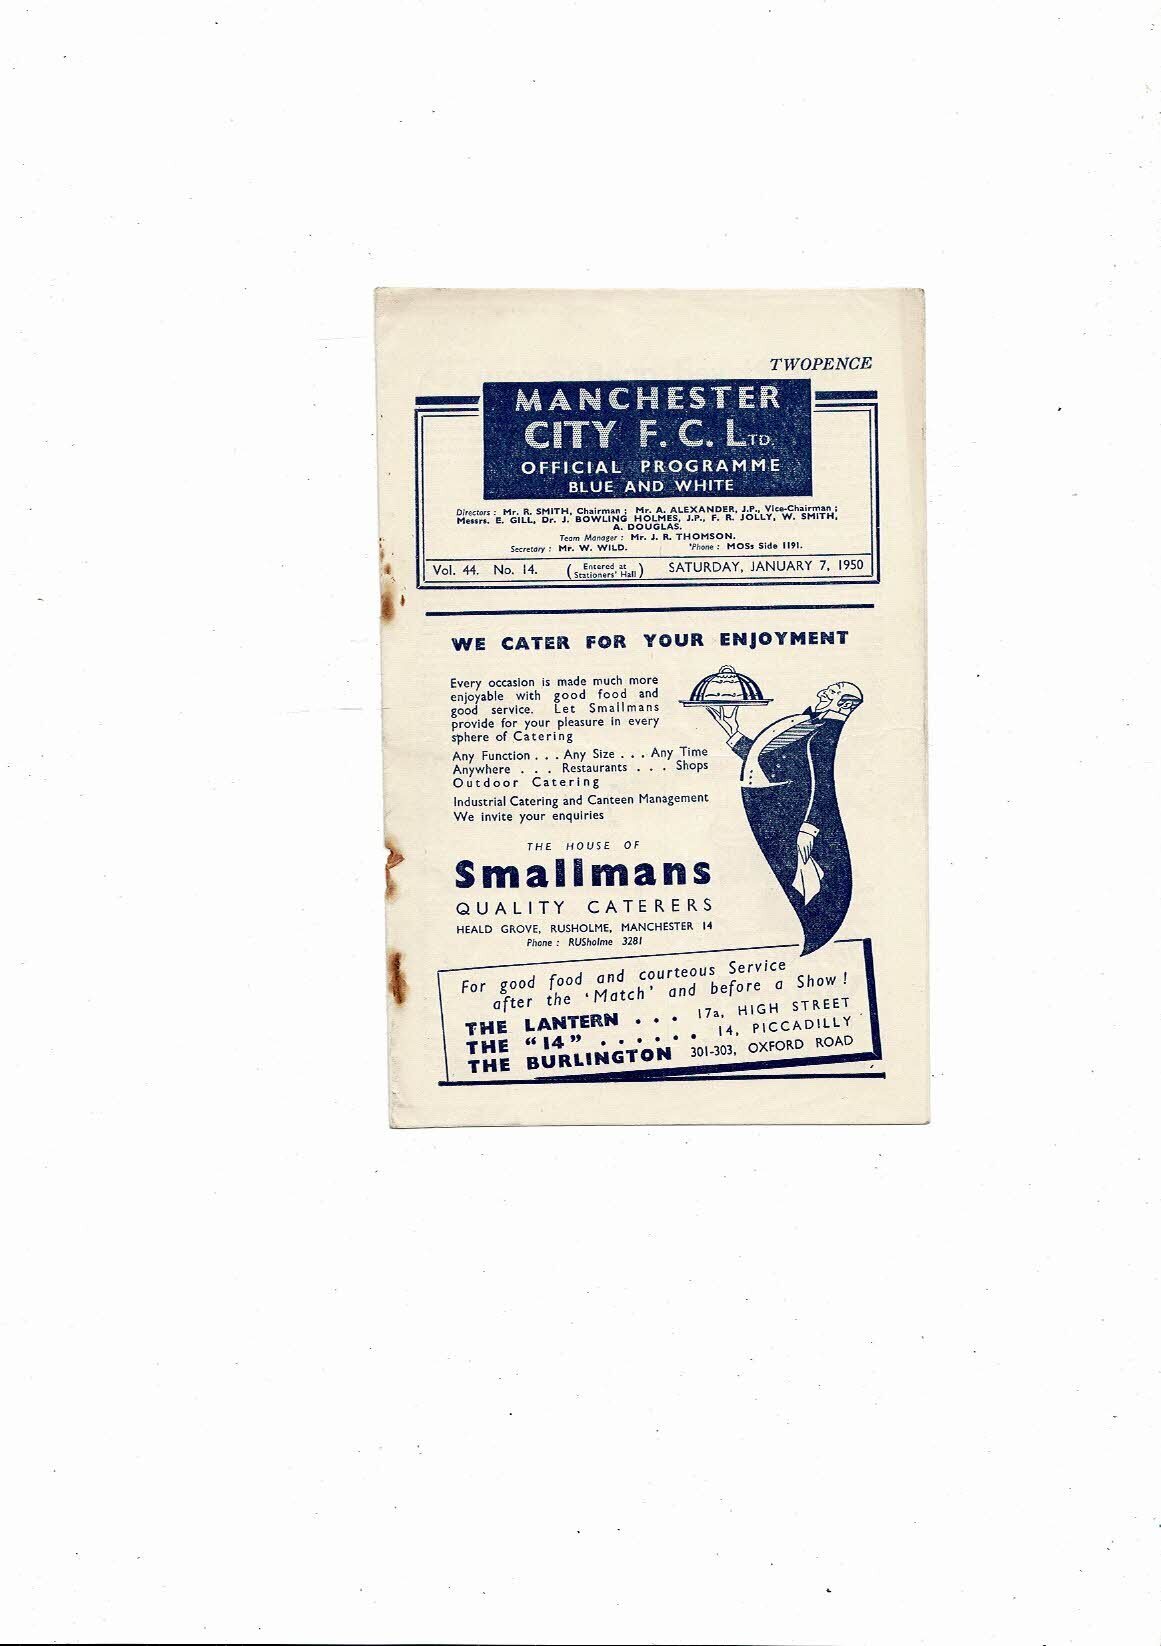 TWOPENCE
MANCHESTER
CITY F. C. LTD.
OFFICIAL PROGRAMME
BLUE AND WHITE
Directors : Mr. R. SMITH, Chairman ; Mr. A. ALEXANDER, J.P., Vice-Chairman ;
Messrs. E. GILL, Dr. J. BOWLING HOLMES, J.P., F. R. JOLLY, W. SMITH,
A. DOUGLAS.
Team Manager : Mr. J. R. THOMSON.
Secretary : Mr. W. WILD. 'Phone : MOSs Side 1191.
Vol. 44. No. 14. (Entered at Stationers' Hall) SATURDAY, JANUARY 7, 1950
WE CATER FOR YOUR ENJOYMENT
Every occasion is made much more
enjoyable with good food and
good service. Let Smallmans
provide for your pleasure in every
sphere of Catering
Any Function . . . Any Size . . . Any Time
Anywhere . . . Restaurants . . . Shops
Outdoor Catering
Industrial Catering and Canteen Management
We invite your enquiries
THE HOUSE OF
Smallmans
QUALITY CATERERS
HEALD GROVE, RUSHOLME, MANCHESTER 14
Phone : RUSholme 3281
For good food and courteous Service
after the 'Match' and before a Show !
THE LANTERN . . . 17a, HIGH STREET
THE "14" . . . . . . 14, PICCADILLY
THE BURLINGTON 301-303, OXFORD ROAD